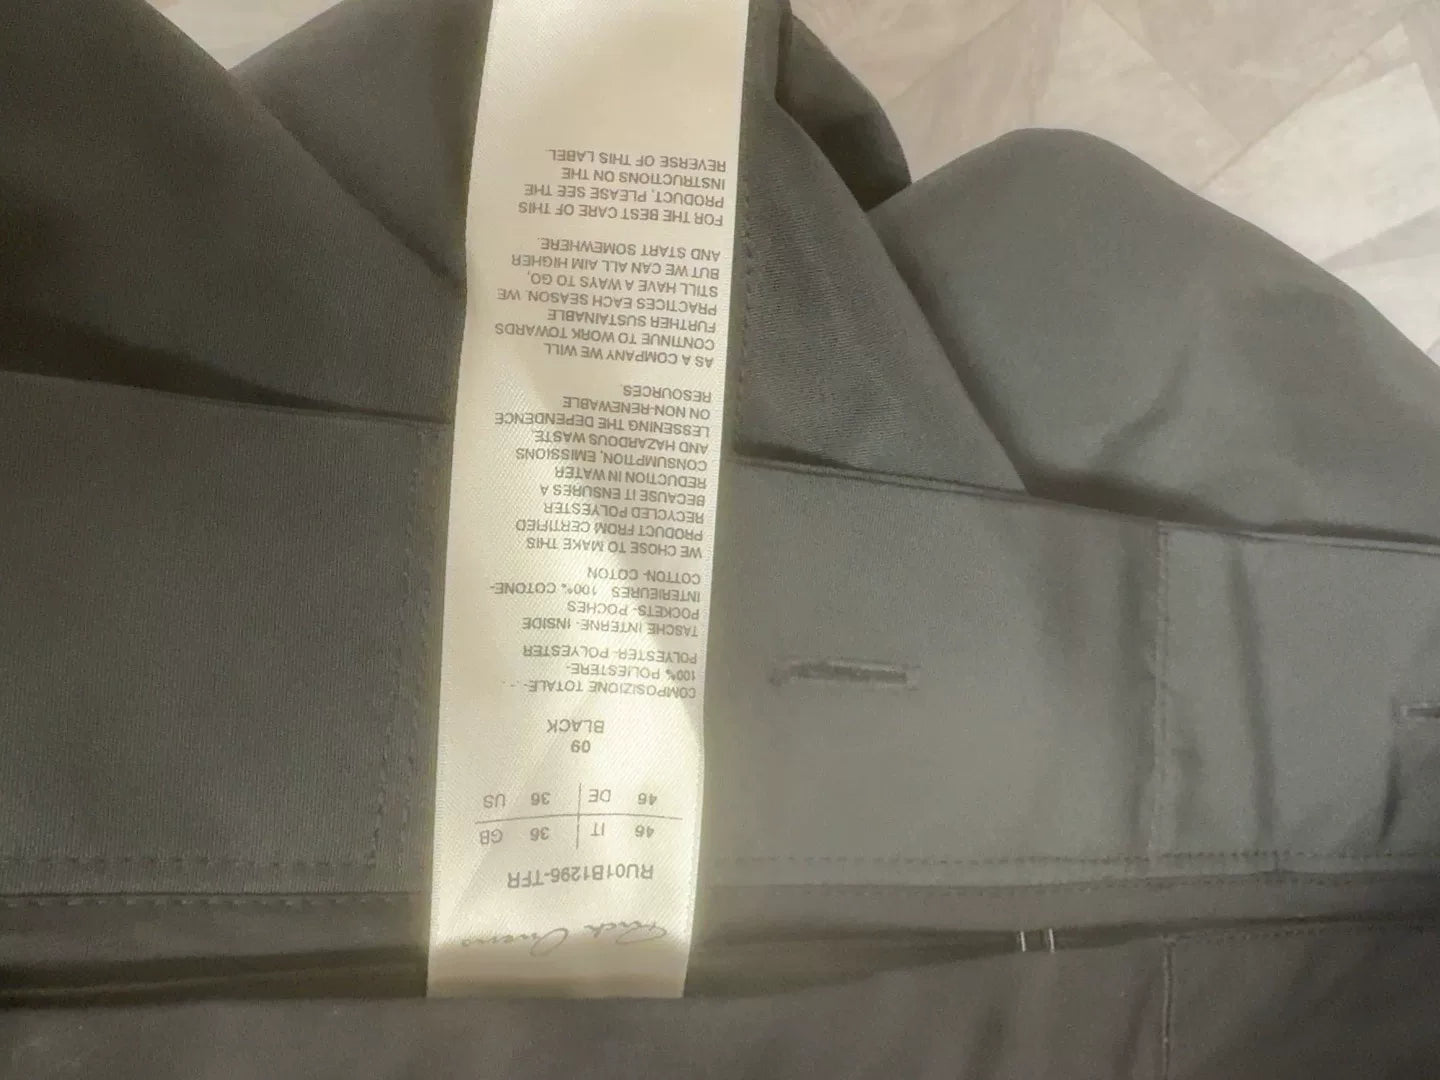 Rick Owens
RU01B1296-TFR
46 IT 36 GB
46 DE 36 US
09
BLACK
COMPOSIZIONE TOTALE-
100% POLIESTERE-
POLYESTER- POLYESTER
TASCHE INTERNE- INSIDE
POCKETS- POCHES
INTERIEURES 100% COTONE-
COTTON- COTON
WE CHOSE TO MAKE THIS
PRODUCT FROM CERTIFIED
RECYCLED POLYESTER
BECAUSE IT ENSURES A
REDUCTION IN WATER
CONSUMPTION, EMISSIONS
AND HAZARDOUS WASTE,
LESSENING THE DEPENDENCE
ON NON-RENEWABLE
RESOURCES.
AS A COMPANY WE WILL
CONTINUE TO WORK TOWARDS
FURTHER SUSTAINABLE
PRACTICES EACH SEASON. WE
STILL HAVE A WAYS TO GO,
BUT WE CAN ALL AIM HIGHER
AND START SOMEWHERE.
FOR THE BEST CARE OF THIS
PRODUCT, PLEASE SEE THE
INSTRUCTIONS ON THE
REVERSE OF THIS LABEL.